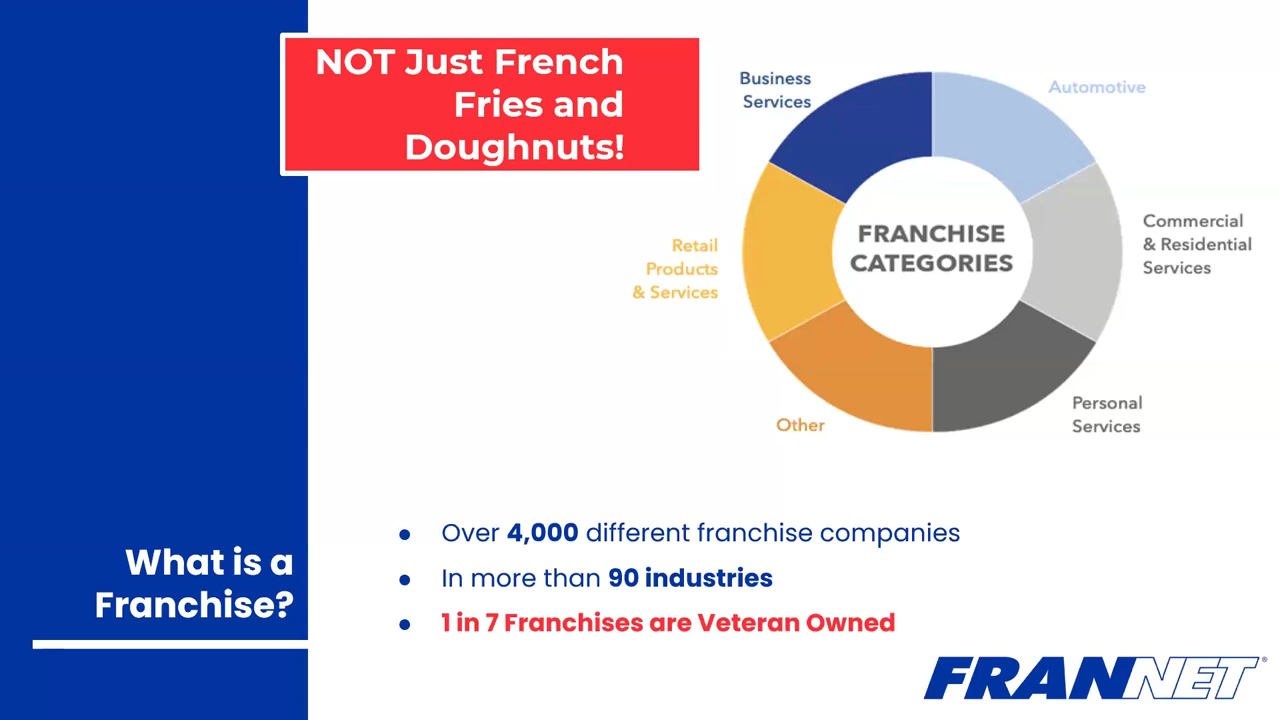 NOT Just French
Fries and
Doughnuts!
Business
Services
Automotive
Commercial
& Residential
Services
Retail
Products
& Services
FRANCHISE
CATEGORIES
Personal
Services
Other
What is a
Franchise?
● Over 4,000 different franchise companies
● In more than 90 industries
● 1 in 7 Franchises are Veteran Owned
FRANNET®